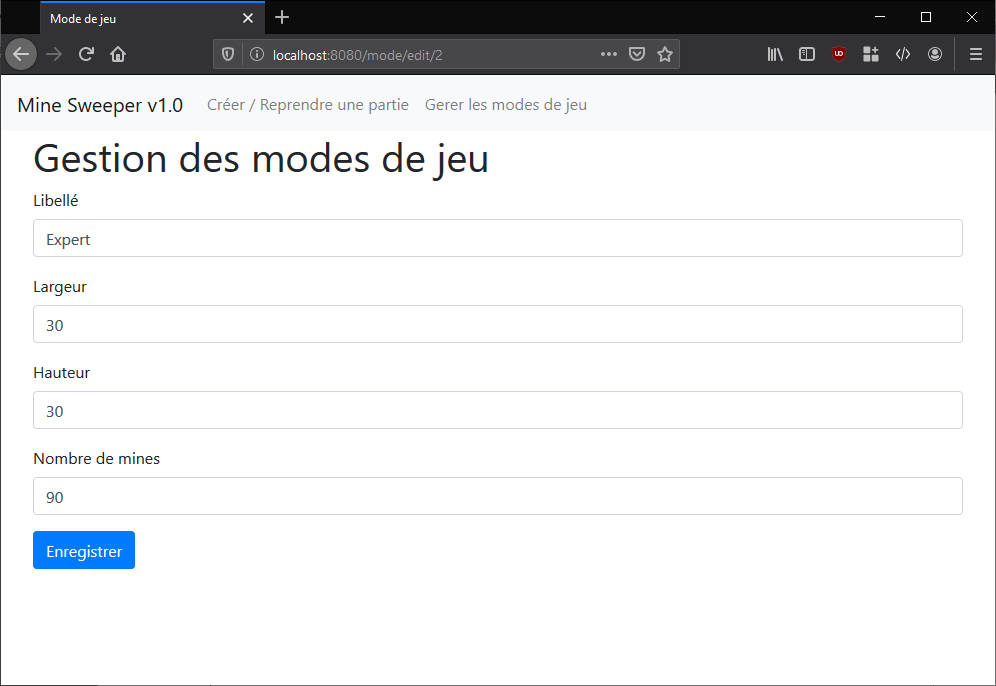 Mode de jeu
localhost:8080/mode/edit/2
Mine Sweeper v1.0 Créer / Reprendre une partie Gerer les modes de jeu
Gestion des modes de jeu
Libellé
Expert
Largeur
30
Hauteur
30
Nombre de mines
90
Enregistrer